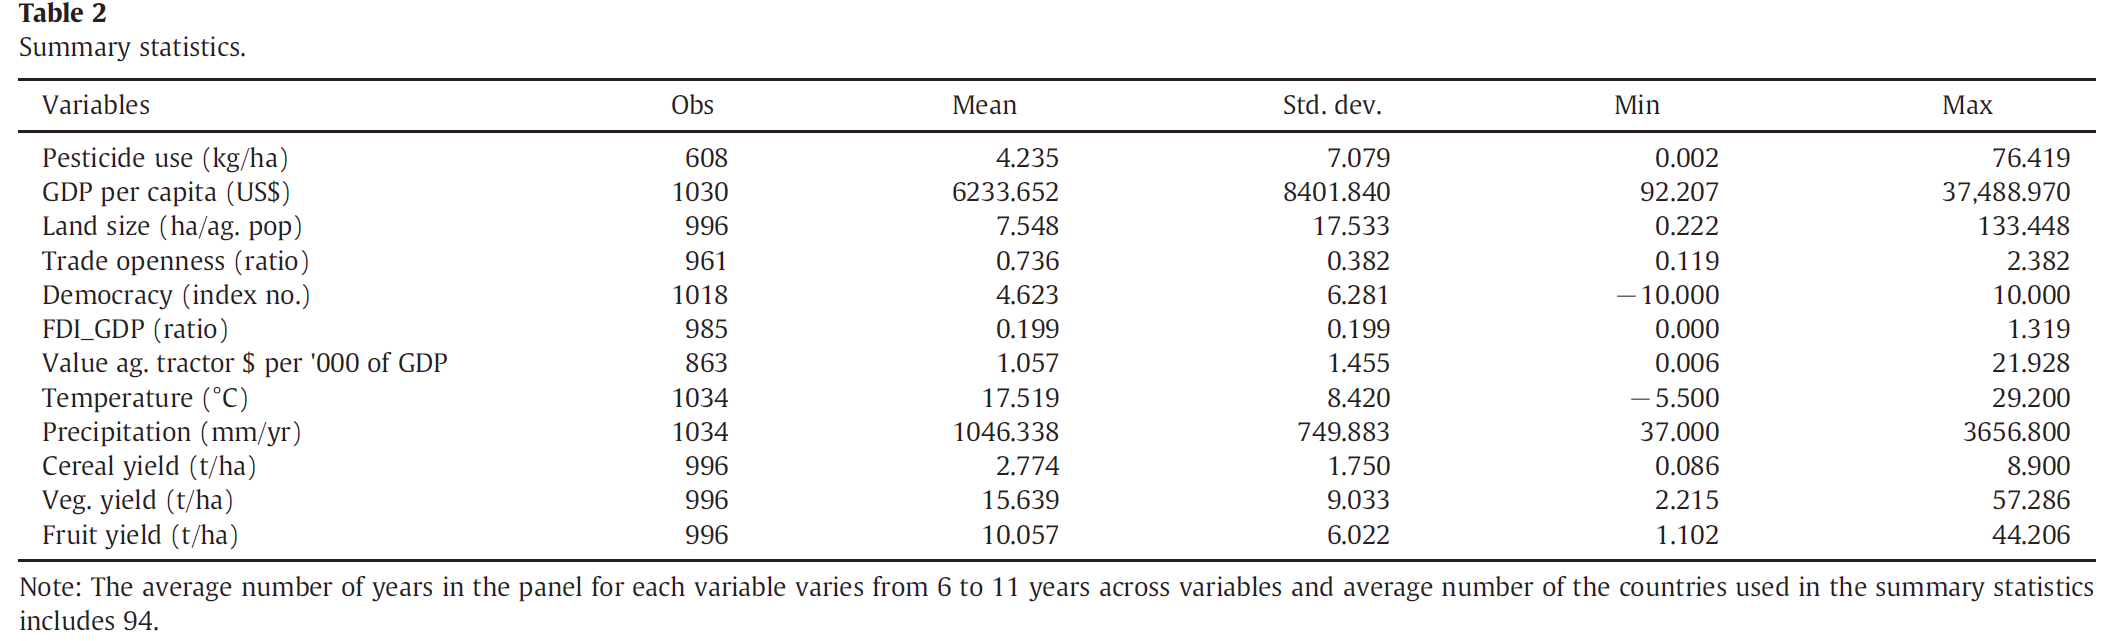 Table 2
Summary statistics.
Variables Obs Mean Std. dev. Min Max
Pesticide use (kg/ha) 608 4.235 7.079 0.002 76.419
GDP per capita (US$) 1030 6233.652 8401.840 92.207 37,488.970
Land size (ha/ag. pop) 996 7.548 17.533 0.222 133.448
Trade openness (ratio) 961 0.736 0.382 0.119 2.382
Democracy (index no.) 1018 4.623 6.281 −10.000 10.000
FDI_GDP (ratio) 985 0.199 0.199 0.000 1.319
Value ag. tractor $ per '000 of GDP 863 1.057 1.455 0.006 21.928
Temperature (°C) 1034 17.519 8.420 −5.500 29.200
Precipitation (mm/yr) 1034 1046.338 749.883 37.000 3656.800
Cereal yield (t/ha) 996 2.774 1.750 0.086 8.900
Veg. yield (t/ha) 996 15.639 9.033 2.215 57.286
Fruit yield (t/ha) 996 10.057 6.022 1.102 44.206
Note: The average number of years in the panel for each variable varies from 6 to 11 years across variables and average number of the countries used in the summary statistics
includes 94.